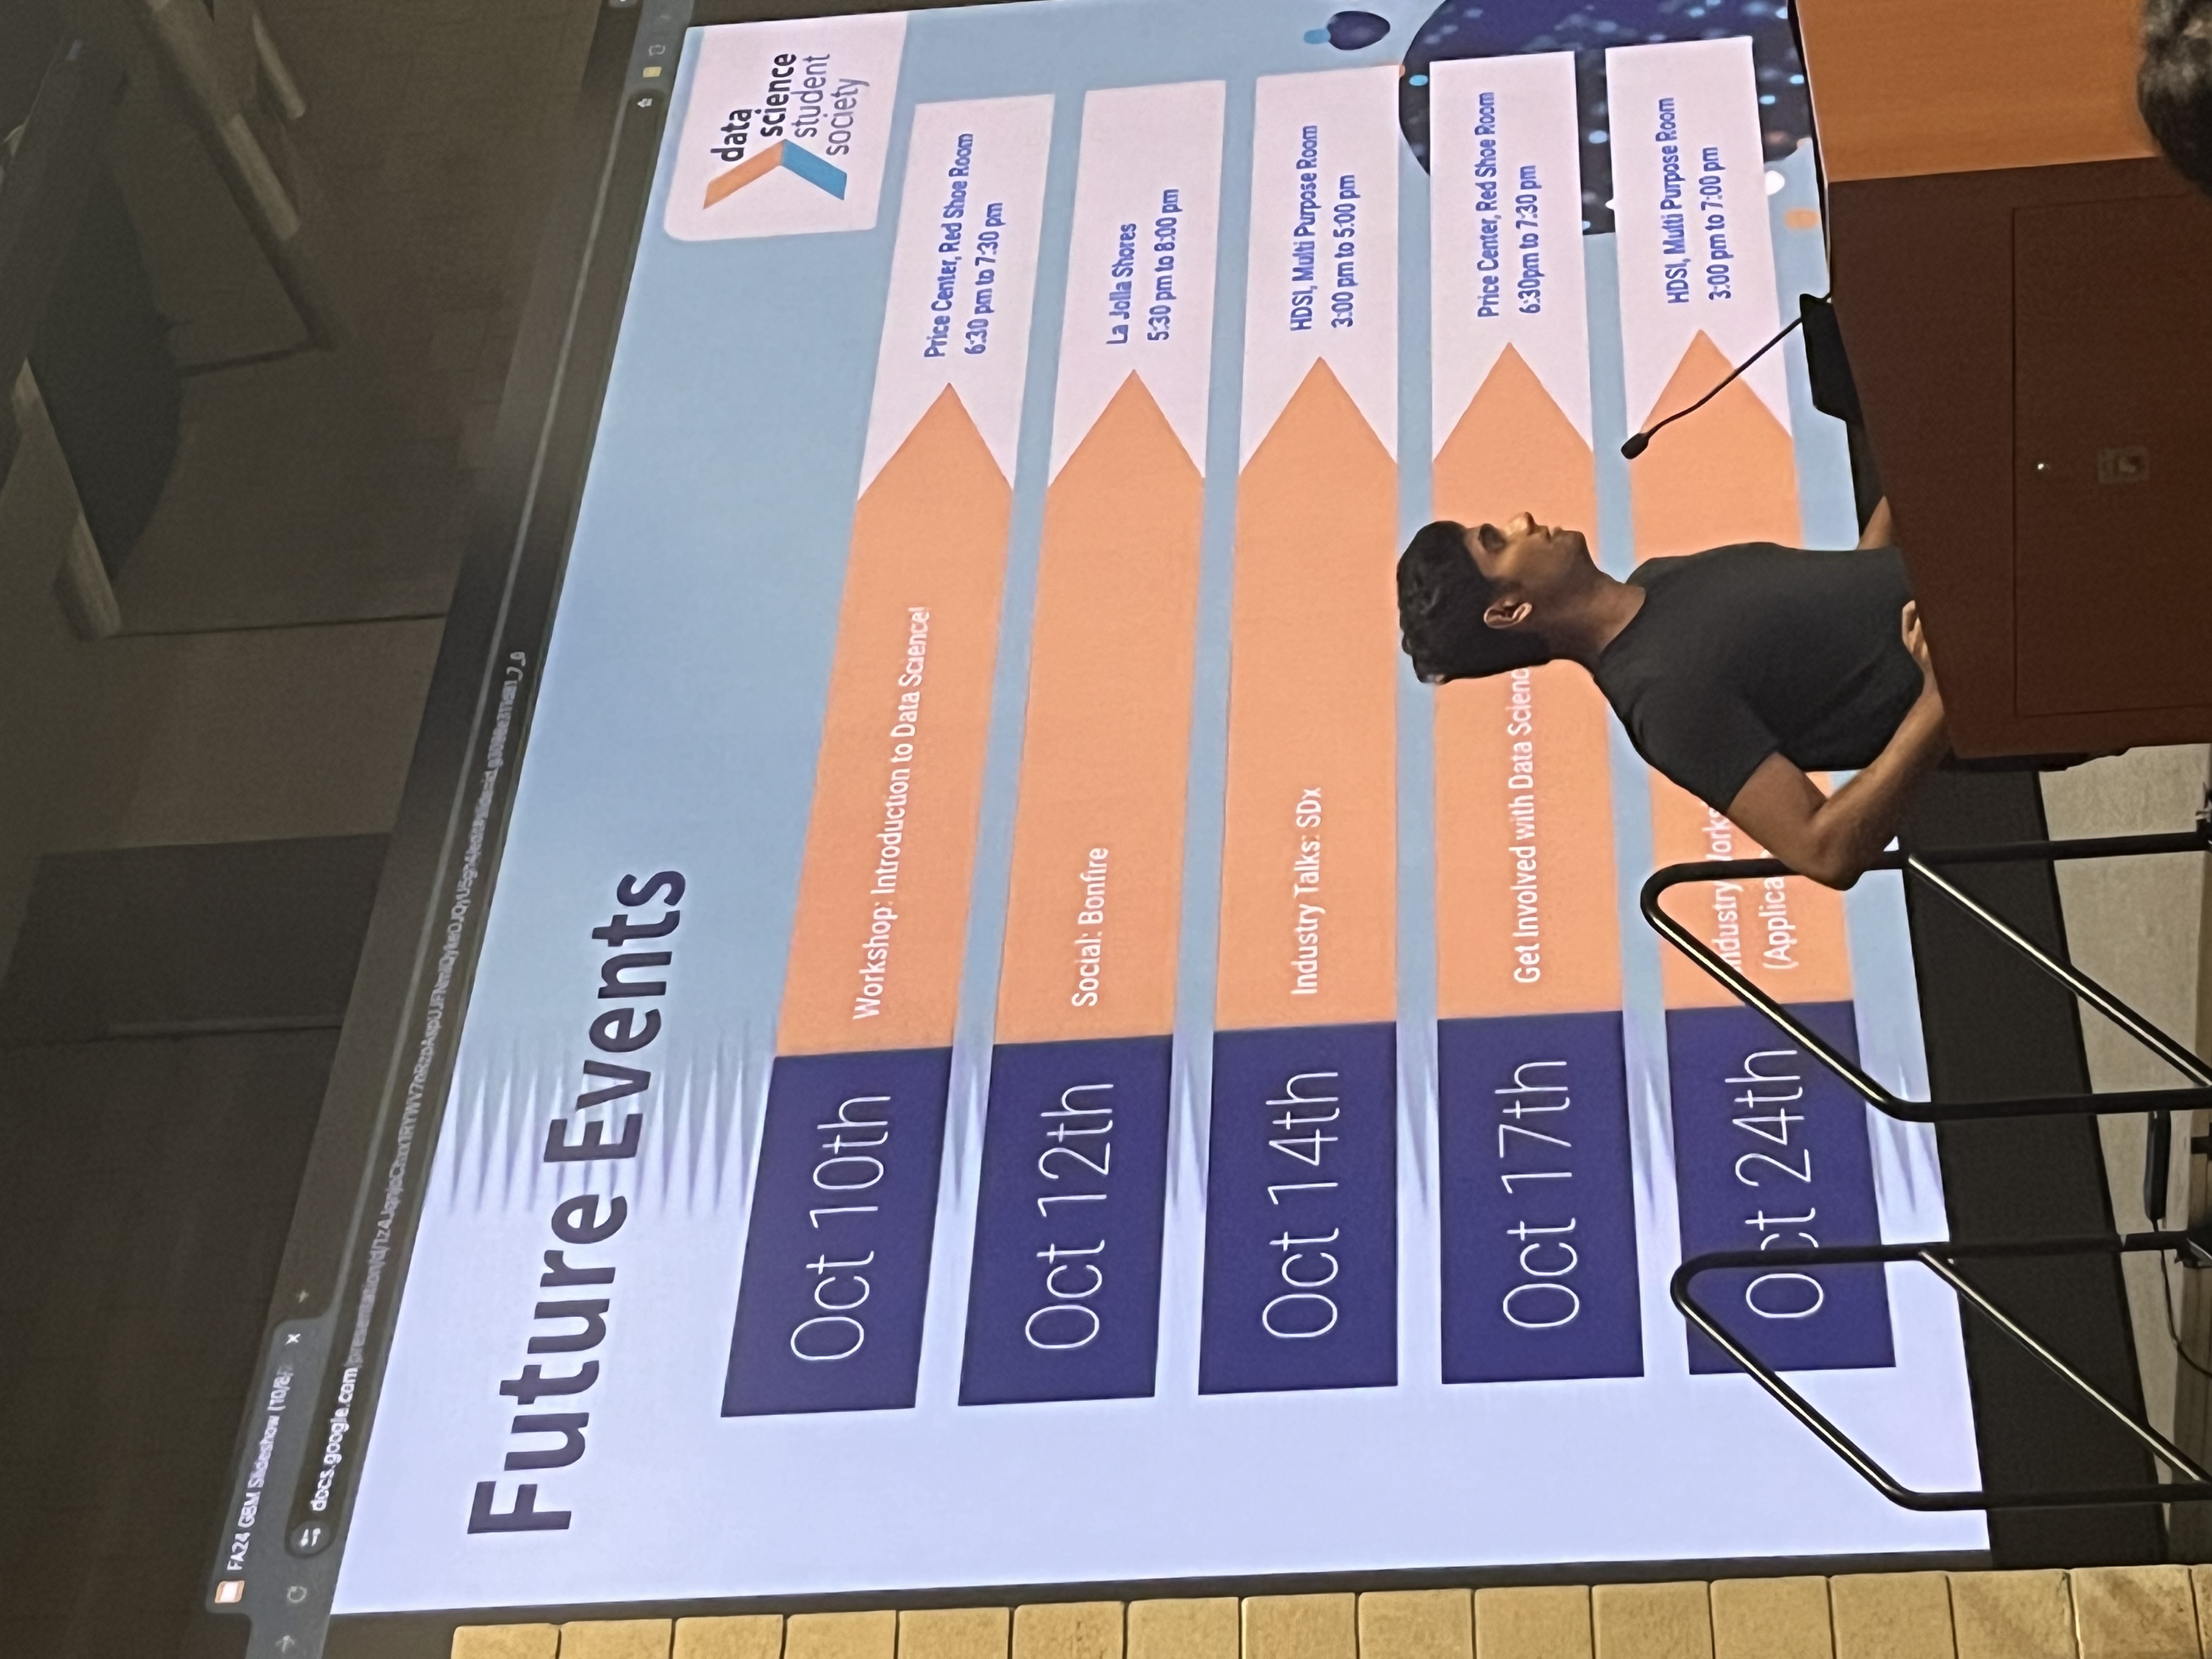 FA24 GBM Slideshow (10/8/
docs.google.com
Future Events
data
science
student
society
Oct 10th
Workshop: Introduction to Data Science!
Price Center, Red Shoe Room
6:30 pm to 7:30 pm
Oct 12th
Social: Bonfire
La Jolla Shores
5:30 pm to 8:00 pm
Oct 14th
Industry Talks: SDx
HDSI, Multi Purpose Room
3:00 pm to 5:00 pm
Oct 17th
Get Involved with Data Scienc
Price Center, Red Shoe Room
6:30pm to 7:30 pm
Oct 24th
HDSI, Multi Purpose Room
3:00 pm to 7:00 pm